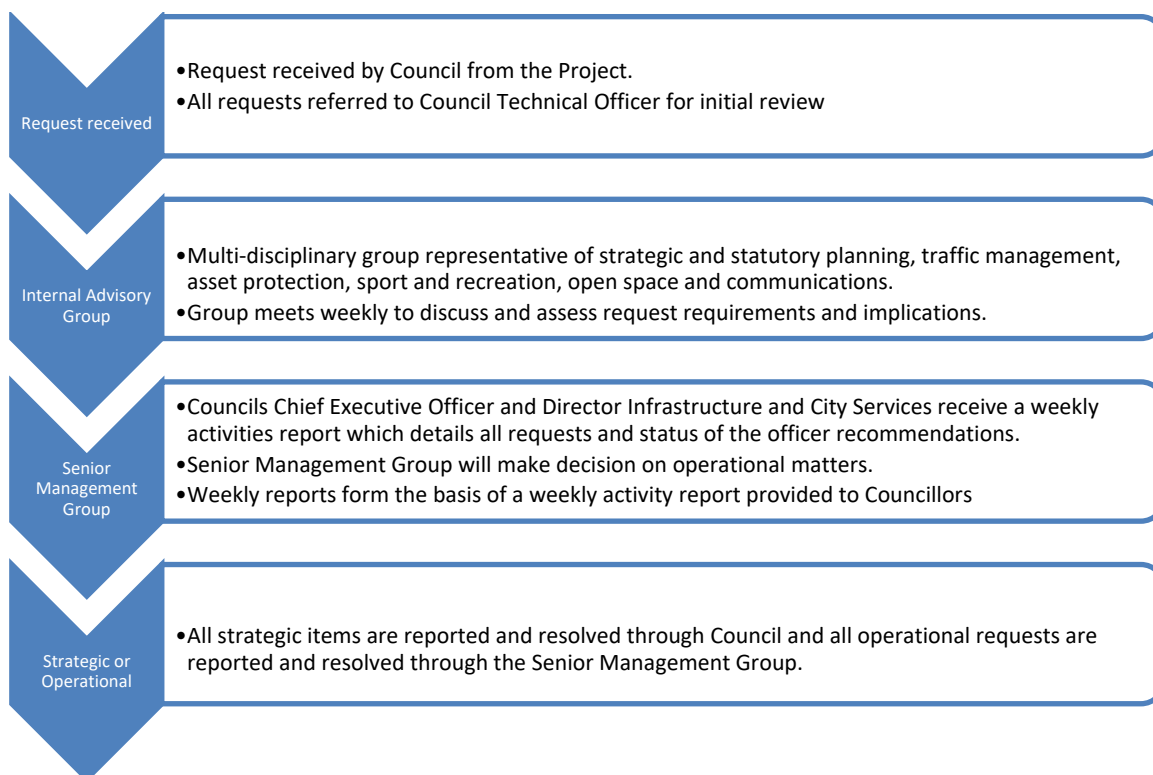 Request received
•Request received by Council from the Project.
•All requests referred to Council Technical Officer for initial review
Internal Advisory
Group
•Multi-disciplinary group representative of strategic and statutory planning, traffic management,
asset protection, sport and recreation, open space and communications.
•Group meets weekly to discuss and assess request requirements and implications.
Senior
Management
Group
•Councils Chief Executive Officer and Director Infrastructure and City Services receive a weekly
activities report which details all requests and status of the officer recommendations.
•Senior Management Group will make decision on operational matters.
•Weekly reports form the basis of a weekly activity report provided to Councillors
Strategic or
Operational
•All strategic items are reported and resolved through Council and all operational requests are
reported and resolved through the Senior Management Group.